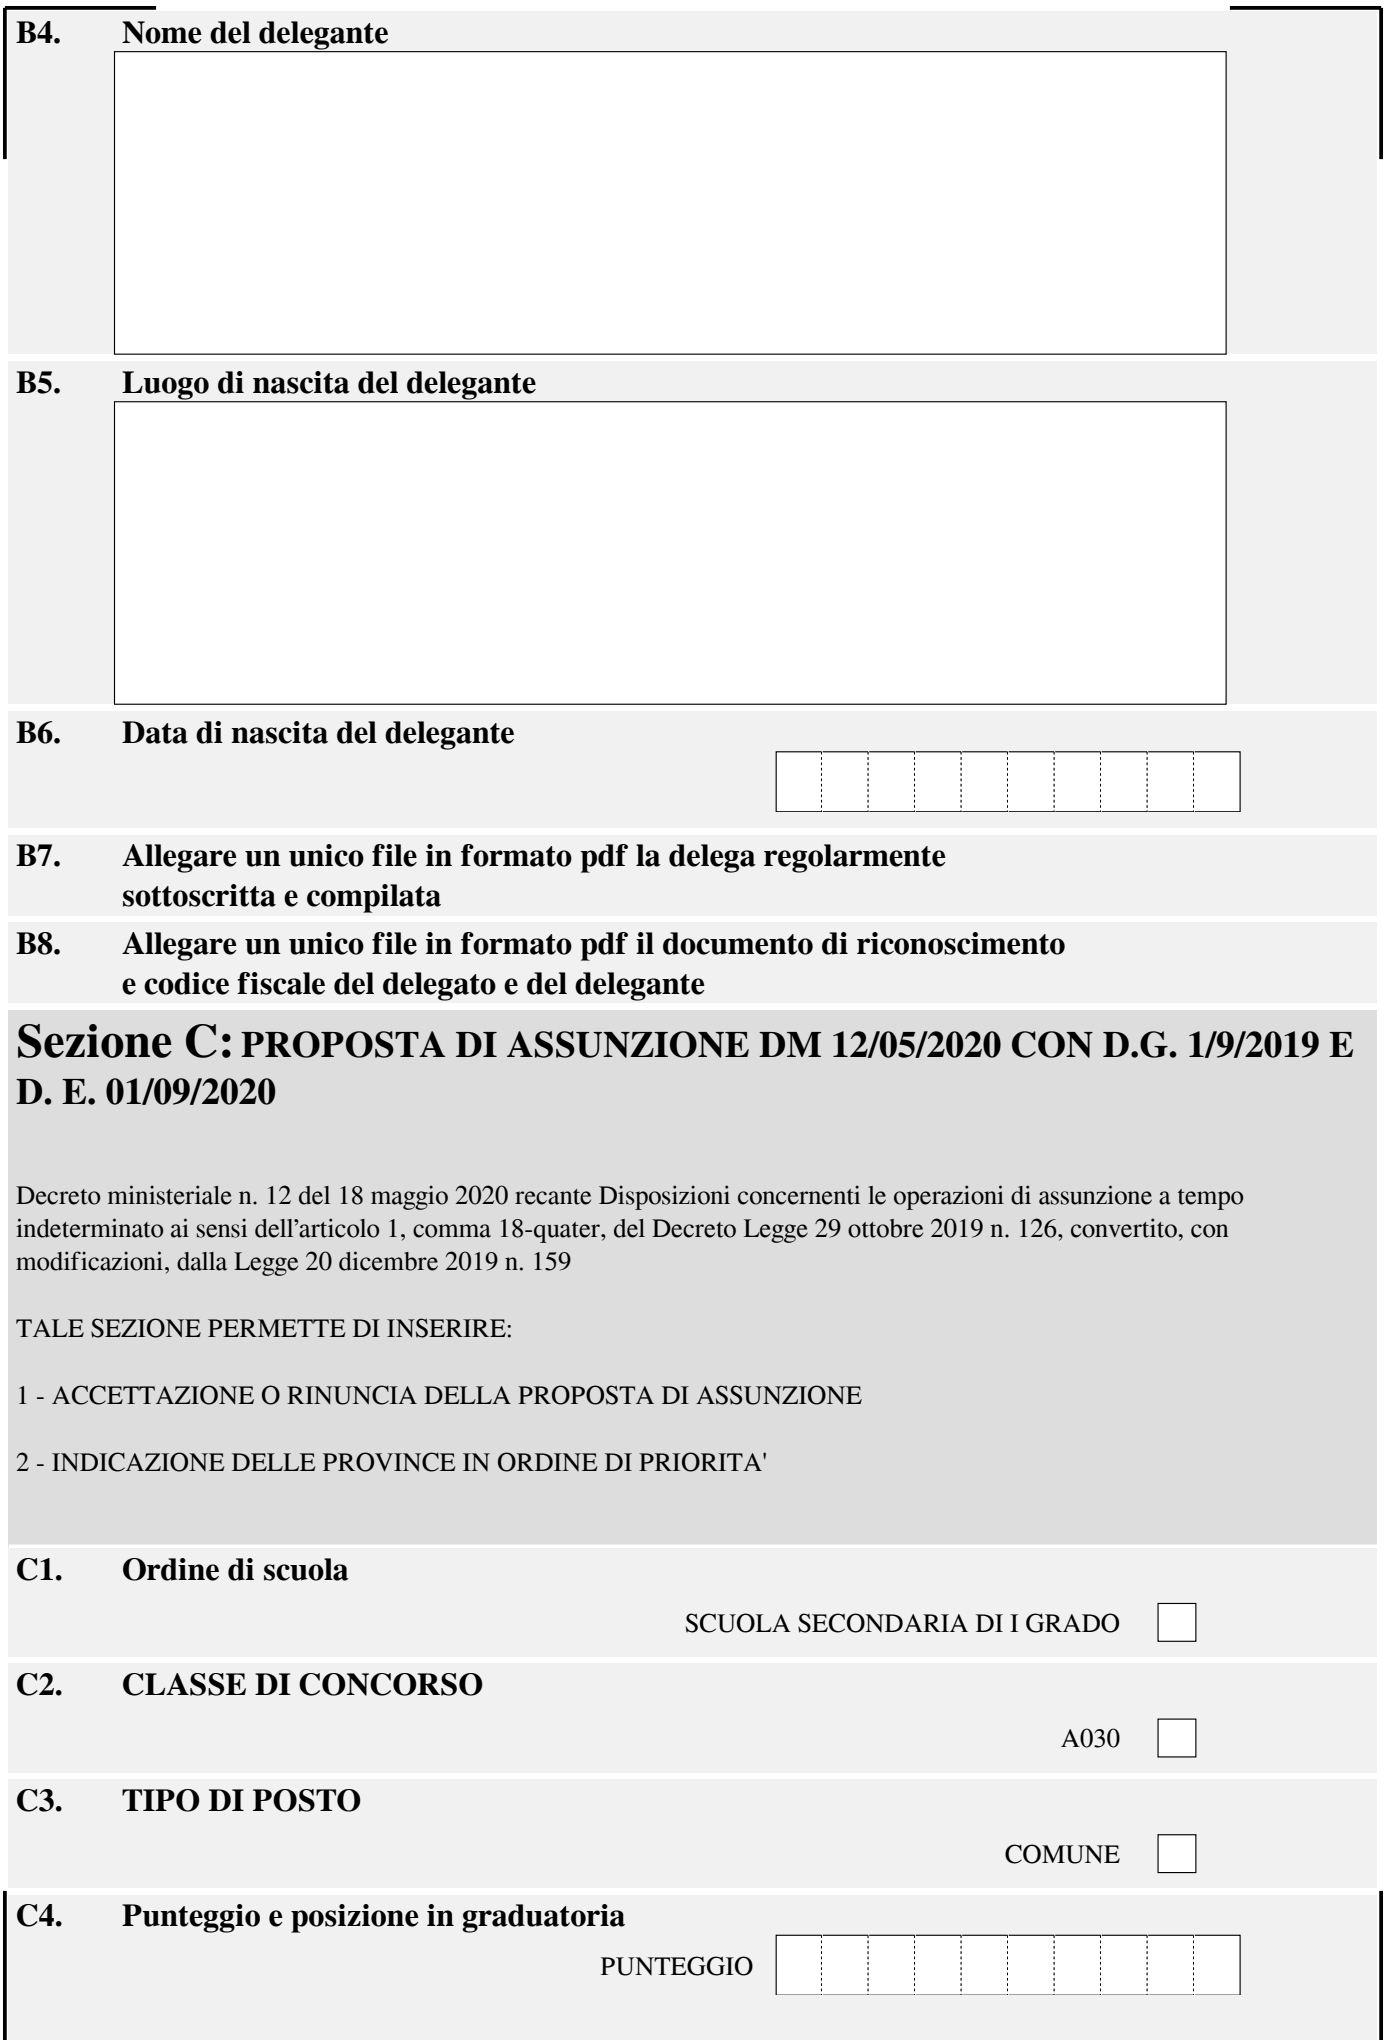 B4. Nome del delegante
B5. Luogo di nascita del delegante
B6. Data di nascita del delegante
B7. Allegare un unico file in formato pdf la delega regolarmente
sottoscritta e compilata
B8. Allegare un unico file in formato pdf il documento di riconoscimento
e codice fiscale del delegato e del delegante
Sezione C: PROPOSTA DI ASSUNZIONE DM 12/05/2020 CON D.G. 1/9/2019 E
D. E. 01/09/2020
Decreto ministeriale n. 12 del 18 maggio 2020 recante Disposizioni concernenti le operazioni di assunzione a tempo
indeterminato ai sensi dell'articolo 1, comma 18-quater, del Decreto Legge 29 ottobre 2019 n. 126, convertito, con
modificazioni, dalla Legge 20 dicembre 2019 n. 159
TALE SEZIONE PERMETTE DI INSERIRE:
1 - ACCETTAZIONE O RINUNCIA DELLA PROPOSTA DI ASSUNZIONE
2 - INDICAZIONE DELLE PROVINCE IN ORDINE DI PRIORITA'
C1. Ordine di scuola
SCUOLA SECONDARIA DI I GRADO
C2. CLASSE DI CONCORSO
A030
C3. TIPO DI POSTO
COMUNE
C4. Punteggio e posizione in graduatoria
PUNTEGGIO